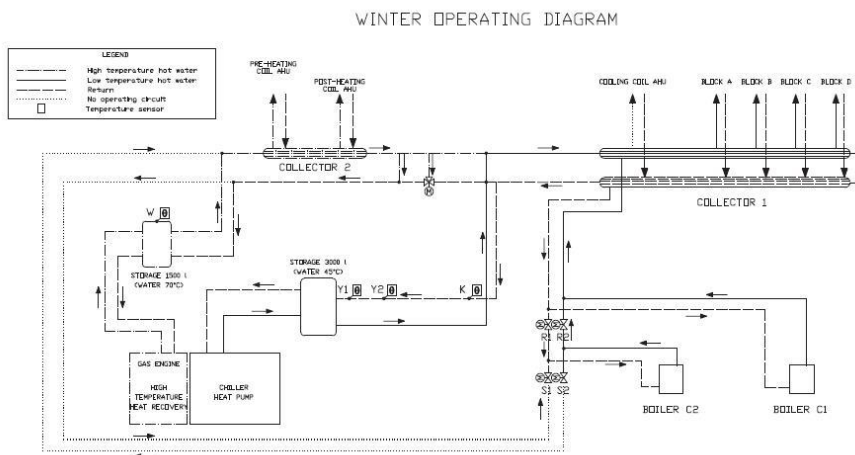 WINTER OPERATING DIAGRAM
LEGEND
High temperature hot water
Low temperature hot water
Return
No operating circuit
Temperature sensor
PRE-HEATING
COIL AHU
POST-HEATING
COIL AHU
COOLING COIL AHU
BLOCK A
BLOCK B
BLOCK C
BLOCK D
COLLECTOR 2
COLLECTOR 1
W
STORAGE 1500 l
(WATER 70°C)
STORAGE 3000 l
(WATER 45°C)
Y1
Y2
K
R1
R2
GAS ENGINE
HIGH
TEMPERATURE
HEAT RECOVERY
CHILLER
HEAT PUMP
S1
S2
BOILER C2
BOILER C1